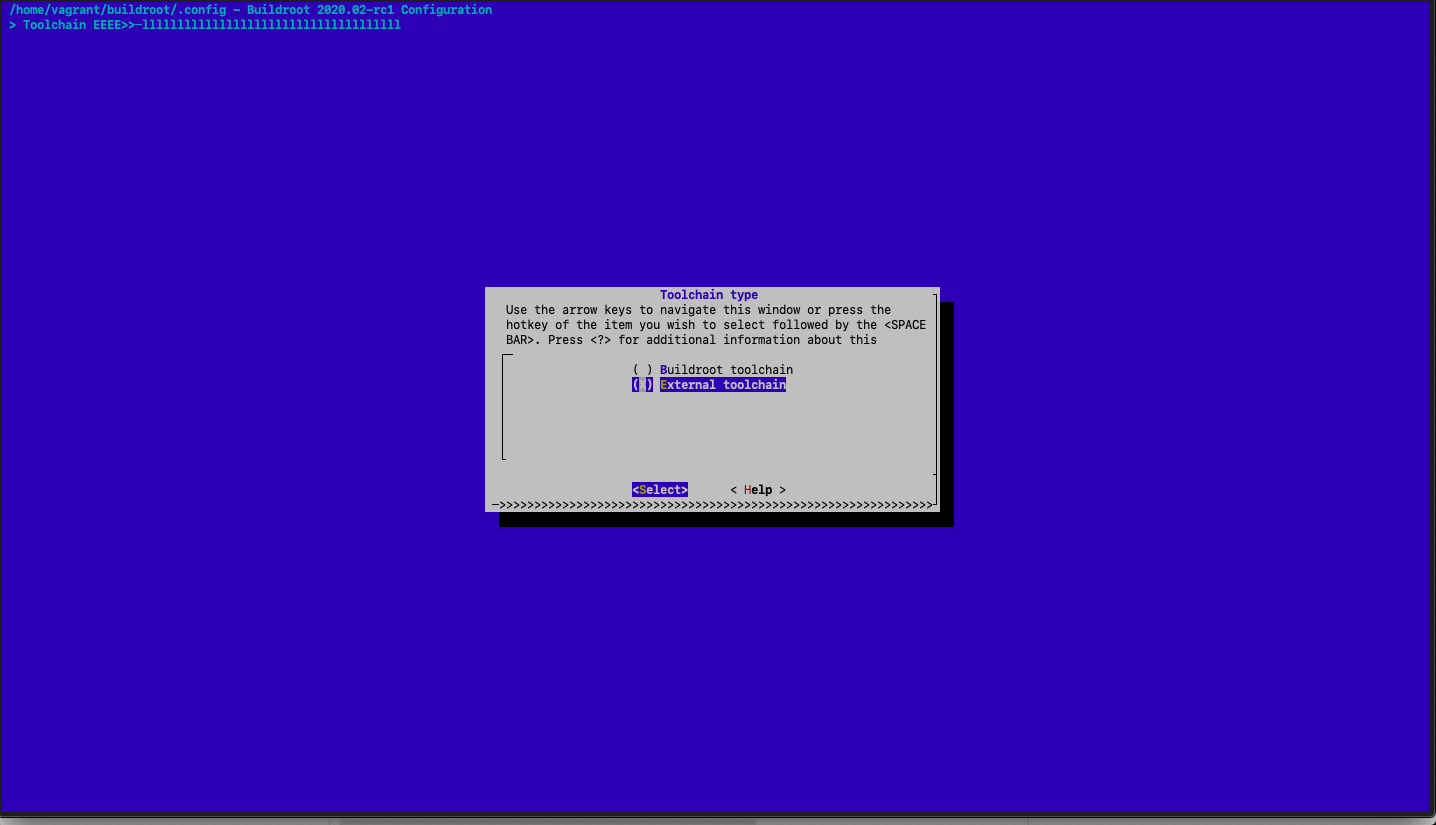 /home/vagrant/buildroot/.config - Buildroot 2020.02-rc1 Configuration
> Toolchain EEEE>>─lllllllllllllllllllllllllllllllllllll
Toolchain type
Use the arrow keys to navigate this window or press the
hotkey of the item you wish to select followed by the <SPACE
BAR>. Press <?> for additional information about this
( ) Buildroot toolchain
(X) External toolchain
<Select> < Help >
─>>>>>>>>>>>>>>>>>>>>>>>>>>>>>>>>>>>>>>>>>>>>>>>>>>>>>>>>>>>>>>